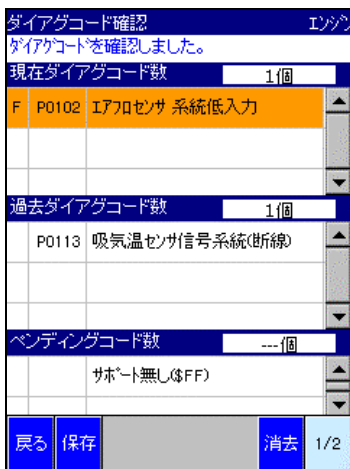 ダイアグコード確認 エンジン
ダイアグコードを確認しました。
現在ダイアグコード数 1個
F P0102 エアフロセンサ 系統低入力
過去ダイアグコード数 1個
P0113 吸気温センサ信号系統(断線)
ペンディングコード数 ---個
サポート無し($FF)
戻る 保存 消去 1/2